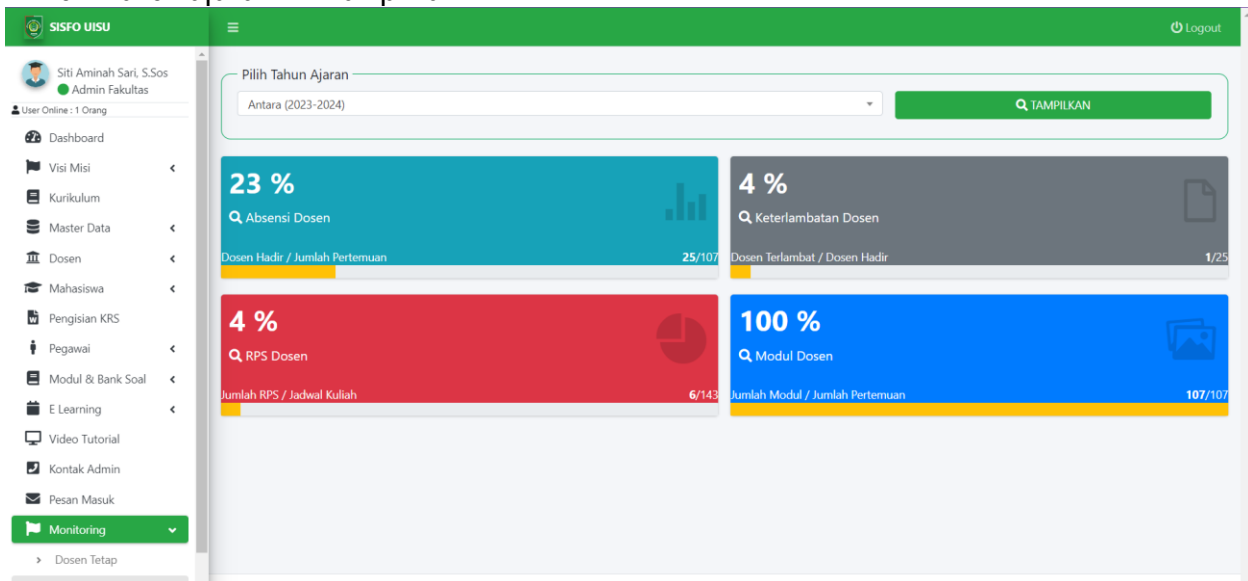 SISFO UISU
Logout
Siti Aminah Sari, S.Sos
Admin Fakultas
User Online : 1 Orang
Dashboard
Visi Misi
Kurikulum
Master Data
Dosen
Mahasiswa
Pengisian KRS
Pegawai
Modul & Bank Soal
E Learning
Video Tutorial
Kontak Admin
Pesan Masuk
Monitoring
Dosen Tetap
Pilih Tahun Ajaran
Antara (2023-2024)
TAMPILKAN
23 %
Absensi Dosen
Dosen Hadir / Jumlah Pertemuan 25/107
4 %
Keterlambatan Dosen
Dosen Terlambat / Dosen Hadir 1/25
4 %
RPS Dosen
Jumlah RPS / Jadwal Kuliah 6/143
100 %
Modul Dosen
Jumlah Modul / Jumlah Pertemuan 107/107